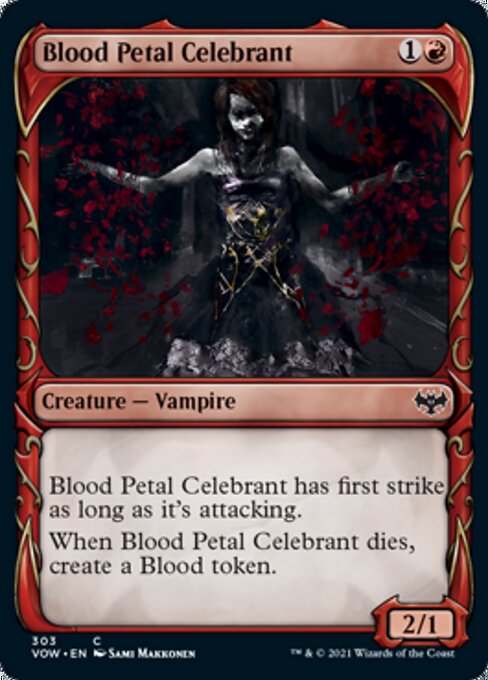 Blood Petal Celebrant 1
Creature — Vampire
Blood Petal Celebrant has first strike
as long as it's attacking.
When Blood Petal Celebrant dies,
create a Blood token.
2/1
303 C
VOW • EN Sami Makkonen
™ & © 2021 Wizards of the Coast